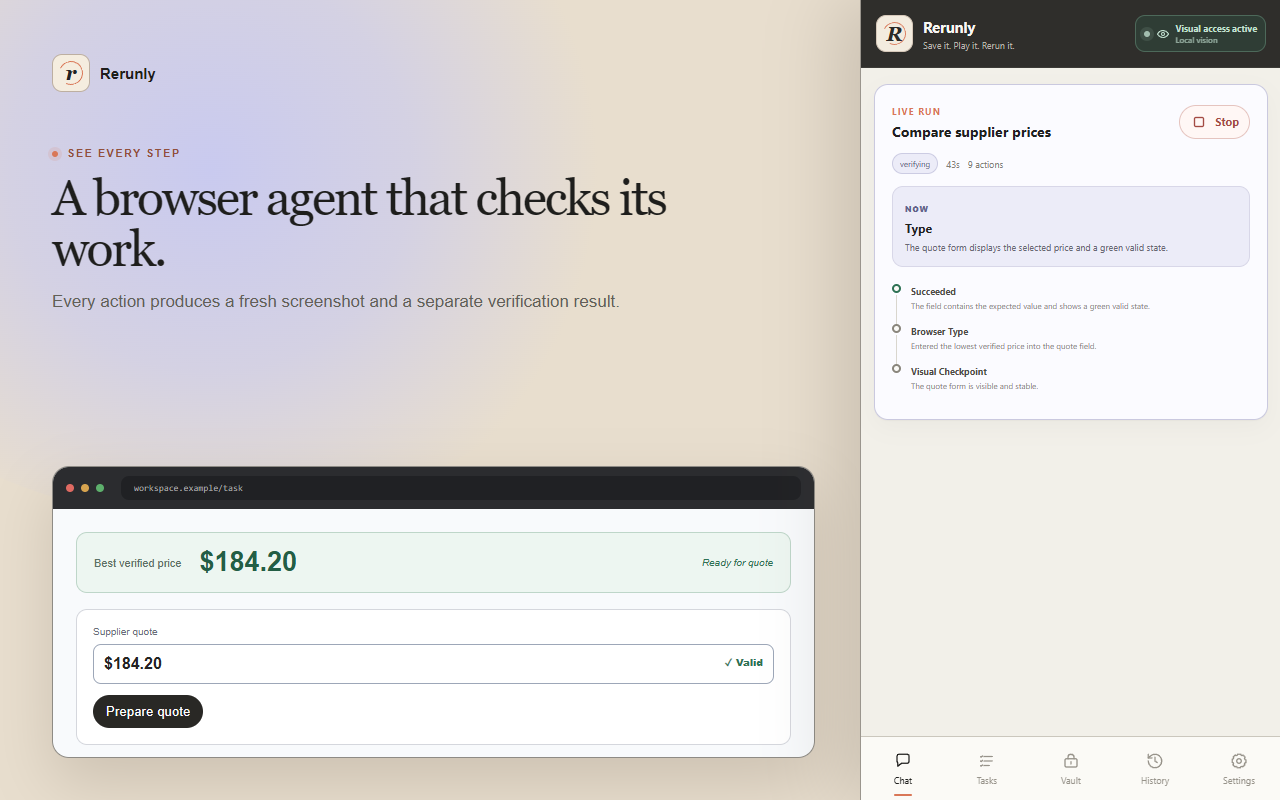 r
Rerunly
SEE EVERY STEP
A browser agent that checks its
work.
Every action produces a fresh screenshot and a separate verification result.
workspace.example/task
Best verified price $184.20 Ready for quote
Supplier quote
$184.20 ✓ Valid
Prepare quote
R
Rerunly
Save it. Play it. Rerun it.
Visual access active
Local vision
LIVE RUN
Compare supplier prices
Stop
verifying 43s 9 actions
NOW
Type
The quote form displays the selected price and a green valid state.
Succeeded
The field contains the expected value and shows a green valid state.
Browser Type
Entered the lowest verified price into the quote field.
Visual Checkpoint
The quote form is visible and stable.
Chat Tasks Vault History Settings